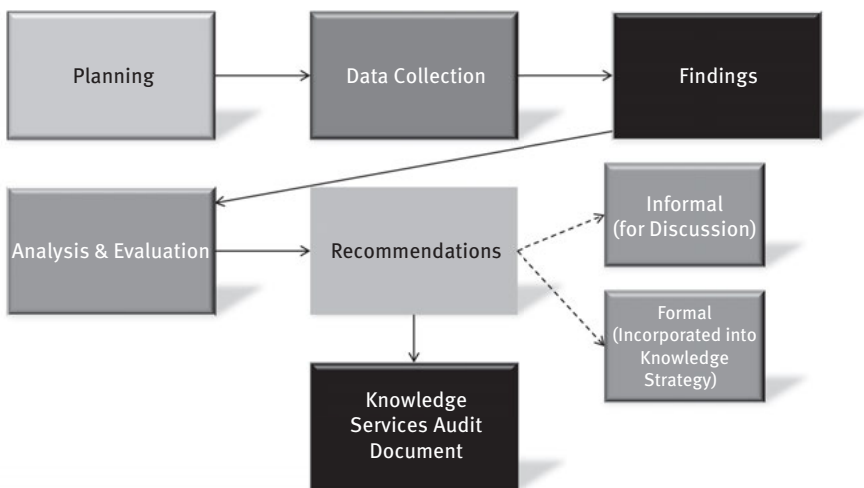 Planning
Data Collection
Findings
Analysis & Evaluation
Recommendations
Informal
(for Discussion)
Formal
(Incorporated into
Knowledge
Strategy)
Knowledge
Services Audit
Document